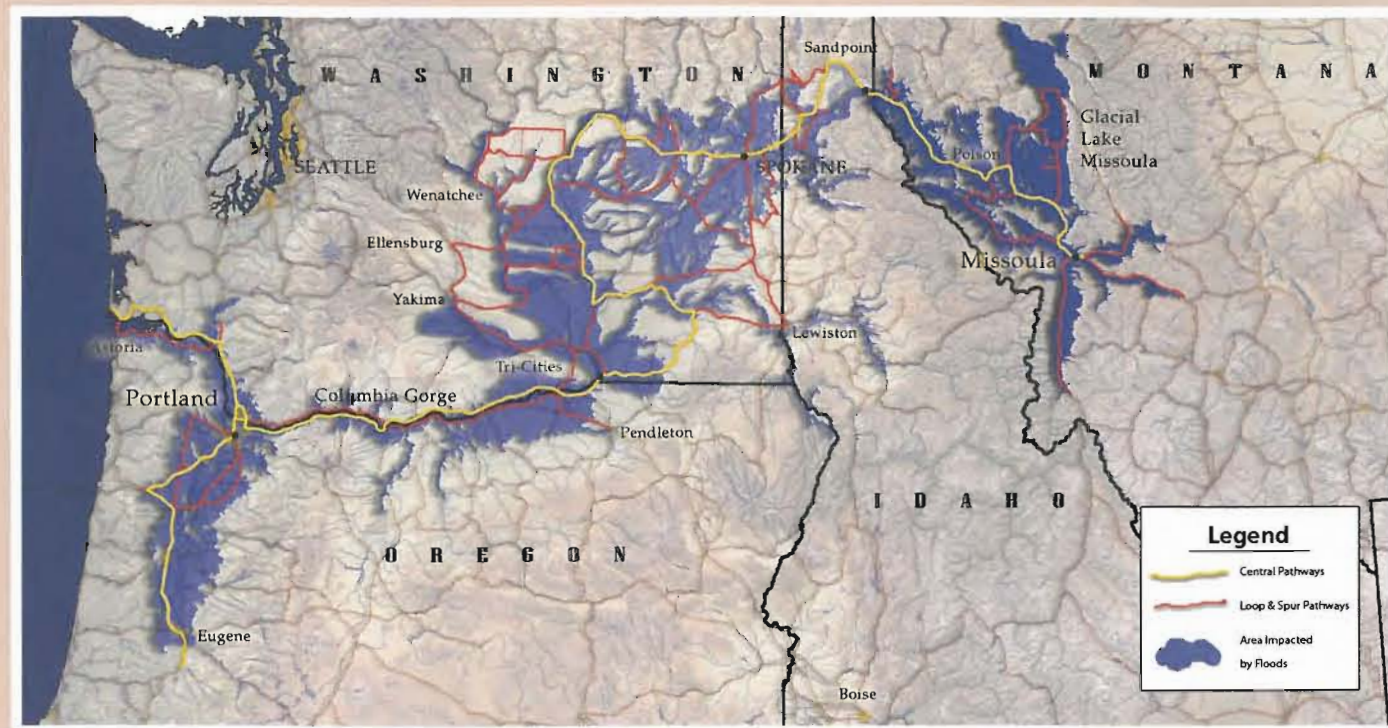 WASHINGTON
MONTANA
Sandpoint
Glacial
Lake
Missoula
SEATTLE
SPOKANE
Polson
Wenatchee
Ellensburg
Missoula
Yakima
Lewiston
Astoria
Tri-Cities
Portland
Columbia Gorge
Pendleton
IDAHO
OREGON
Eugene
Boise
Legend
Central Pathways
Loop & Spur Pathways
Area Impacted
by Floods